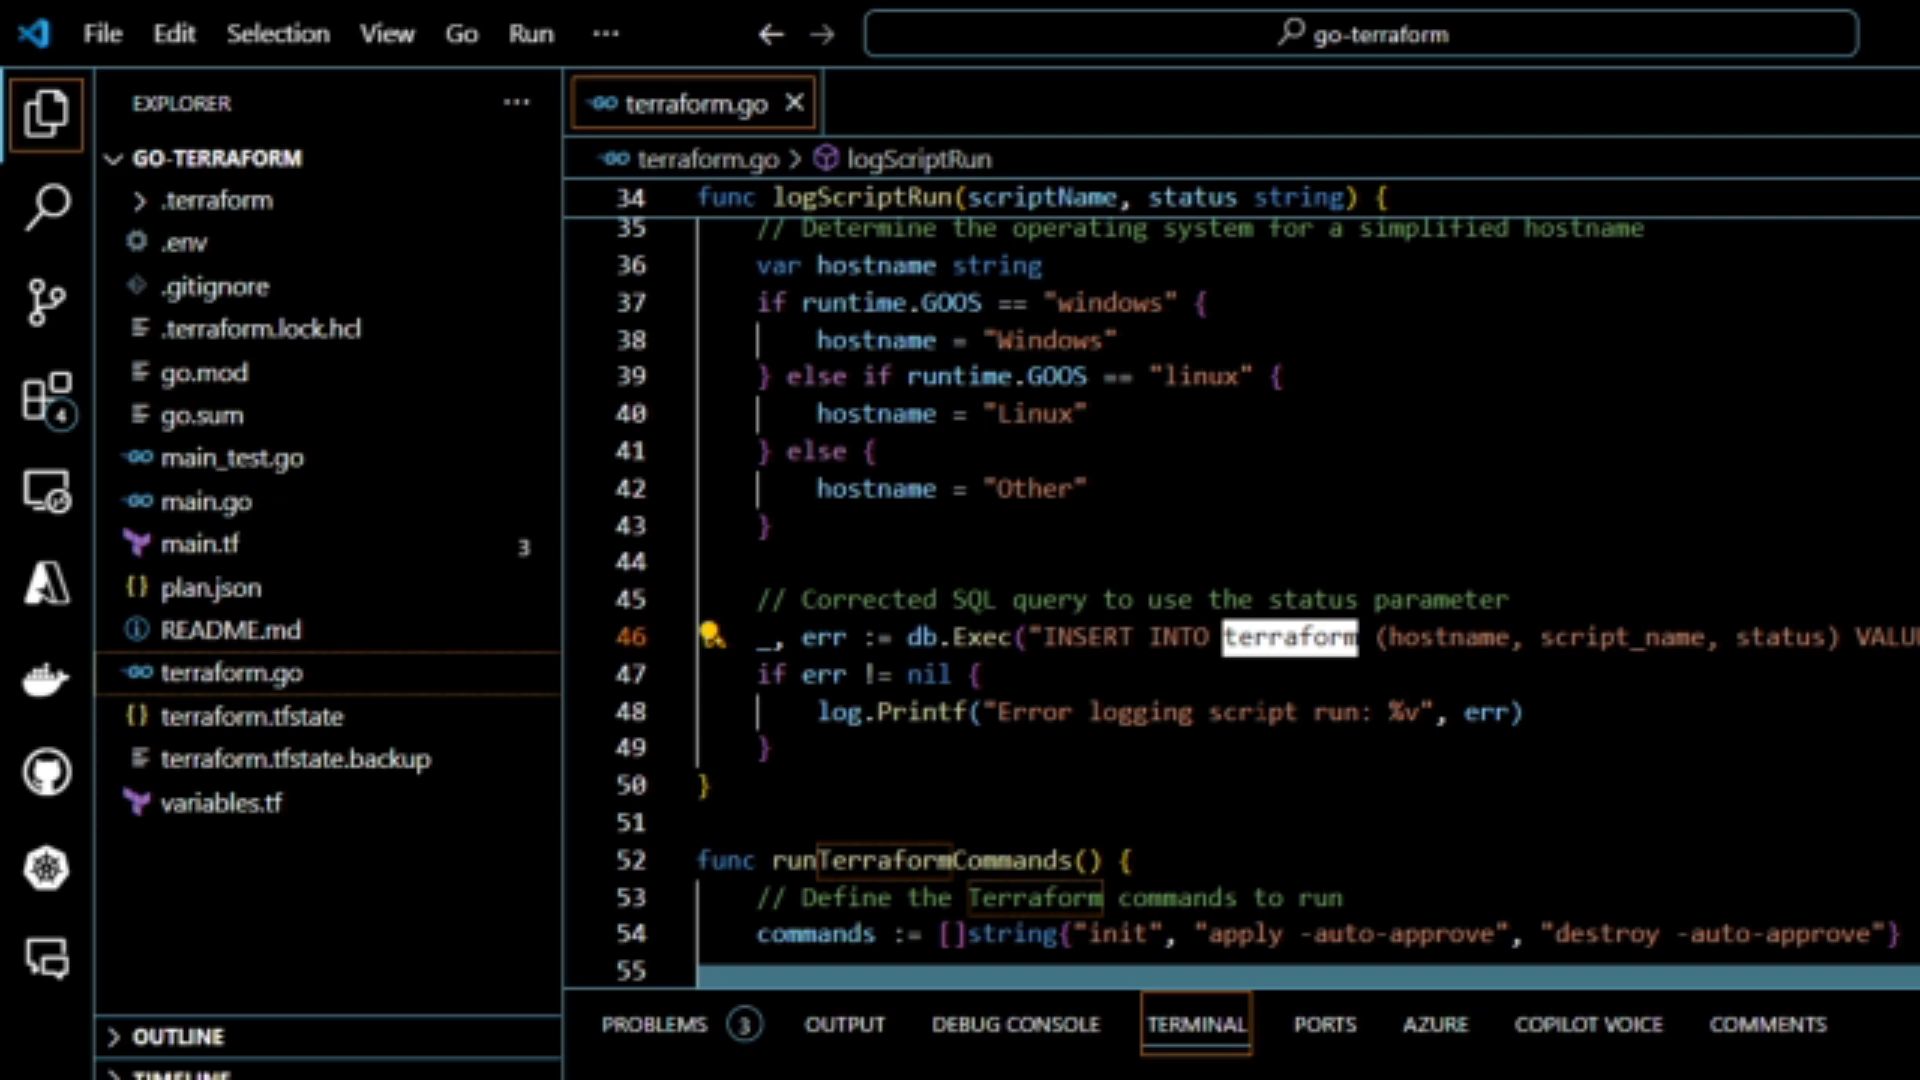 File Edit Selection View Go Run ··· ← → go-terraform
EXPLORER ···
GO-TERRAFORM
.terraform
.env
.gitignore
.terraform.lock.hcl
go.mod
go.sum
main_test.go
main.go
main.tf 3
plan.json
README.md
terraform.go
terraform.tfstate
terraform.tfstate.backup
variables.tf
OUTLINE
TIMELINE
4
terraform.go ×
terraform.go > logScriptRun
34 func logScriptRun(scriptName, status string) {
35 // Determine the operating system for a simplified hostname
36 var hostname string
37 if runtime.GOOS == "windows" {
38 hostname = "Windows"
39 } else if runtime.GOOS == "linux" {
40 hostname = "Linux"
41 } else {
42 hostname = "Other"
43 }
44
45 // Corrected SQL query to use the status parameter
46 _, err := db.Exec("INSERT INTO terraform (hostname, script_name, status) VALU
47 if err != nil {
48 log.Printf("Error logging script run: %v", err)
49 }
50 }
51
52 func runTerraformCommands() {
53 // Define the Terraform commands to run
54 commands := []string{"init", "apply -auto-approve", "destroy -auto-approve"}
55
PROBLEMS 3 OUTPUT DEBUG CONSOLE TERMINAL PORTS AZURE COPILOT VOICE COMMENTS